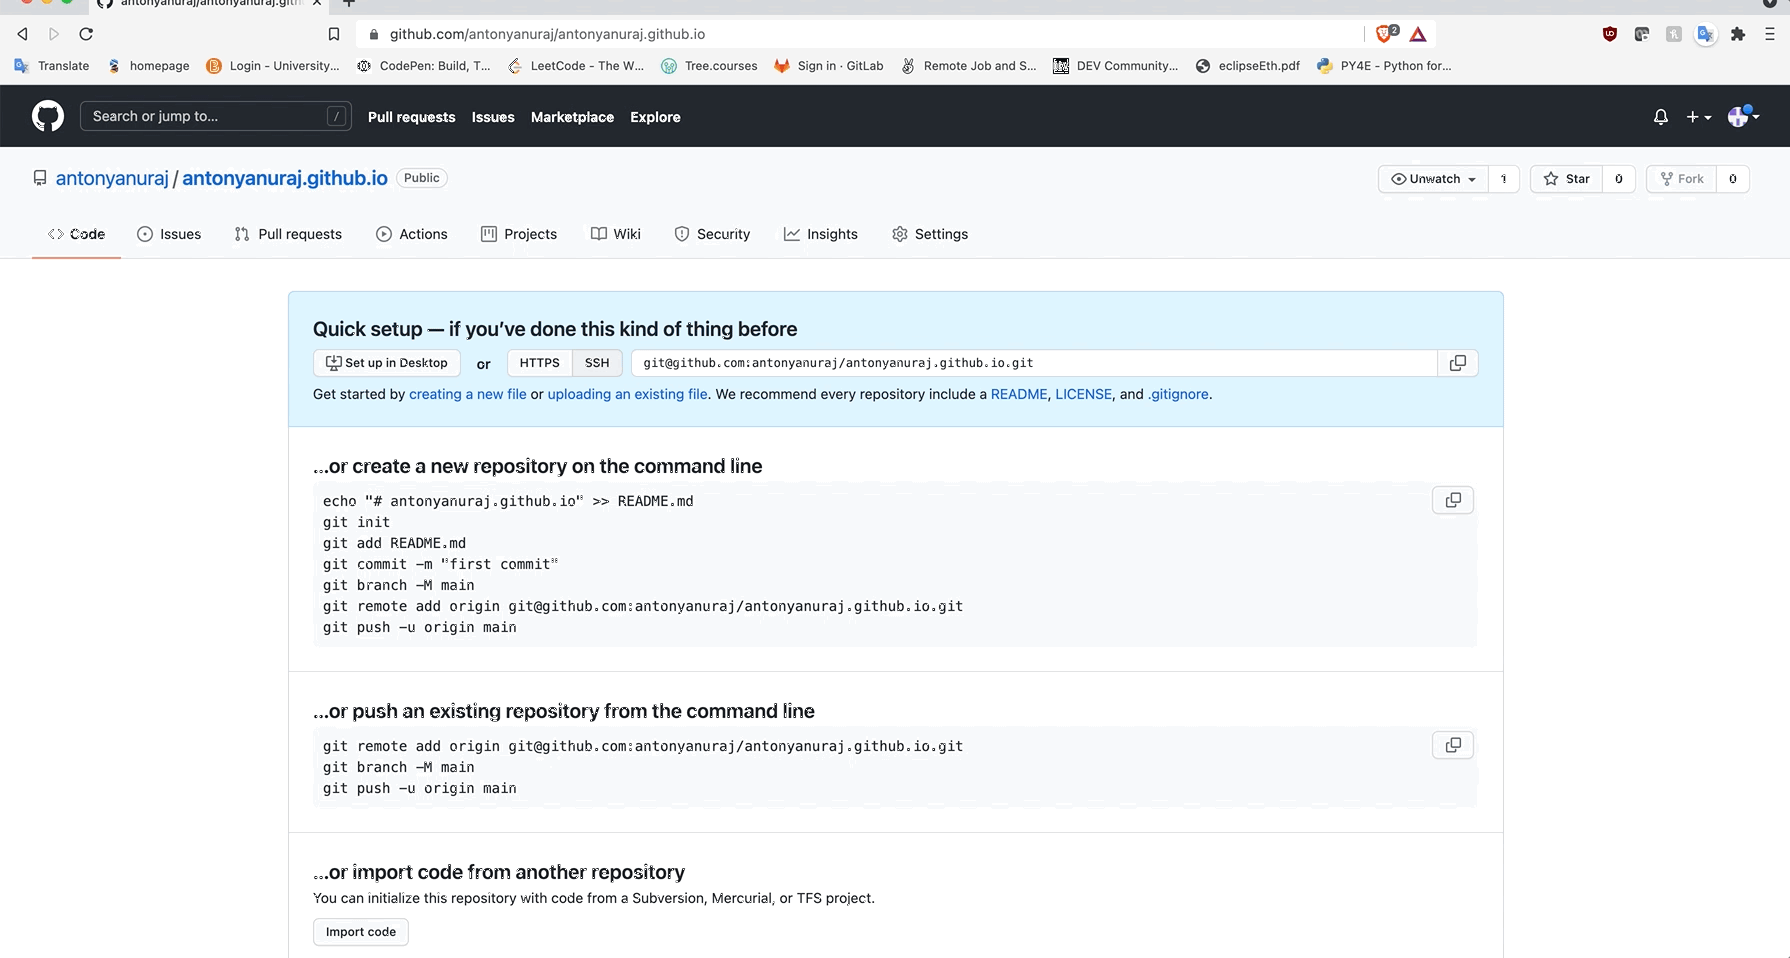 antonyanuraj/antonyanuraj.gith
github.com/antonyanuraj/antonyanuraj.github.io
2
Translate homepage Login - University... CodePen: Build, T... LeetCode - The W... Tree.courses Sign in · GitLab Remote Job and S... DEV Community... eclipseEth.pdf PY4E - Python for...
Search or jump to... / Pull requests Issues Marketplace Explore
antonyanuraj / antonyanuraj.github.io Public
Unwatch 1 Star 0 Fork 0
Code Issues Pull requests Actions Projects Wiki Security Insights Settings
Quick setup — if you've done this kind of thing before
Set up in Desktop or HTTPS SSH git@github.com:antonyanuraj/antonyanuraj.github.io.git
Get started by creating a new file or uploading an existing file. We recommend every repository include a README, LICENSE, and .gitignore.
...or create a new repository on the command line
echo "# antonyanuraj.github.io" >> README.md
git init
git add README.md
git commit -m "first commit"
git branch -M main
git remote add origin git@github.com:antonyanuraj/antonyanuraj.github.io.git
git push -u origin main
...or push an existing repository from the command line
git remote add origin git@github.com:antonyanuraj/antonyanuraj.github.io.git
git branch -M main
git push -u origin main
...or import code from another repository
You can initialize this repository with code from a Subversion, Mercurial, or TFS project.
Import code